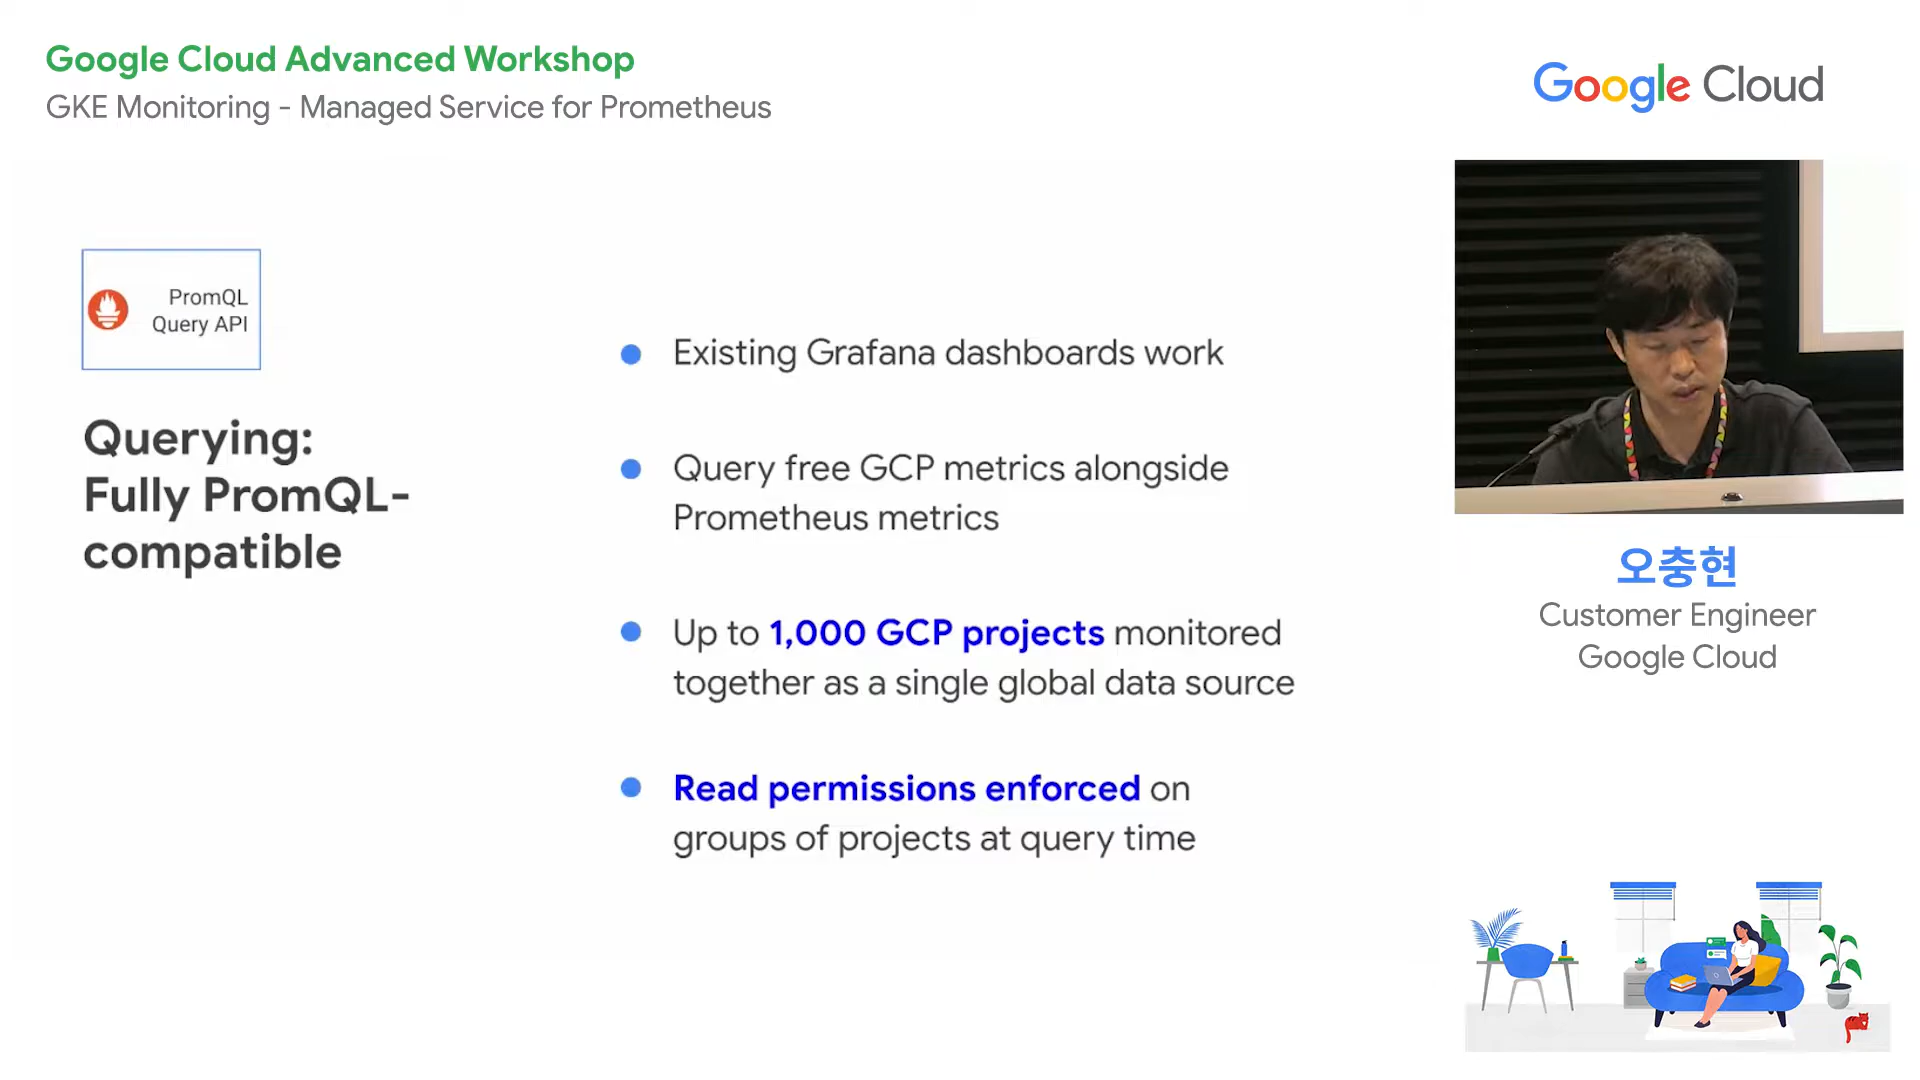 Google Cloud Advanced Workshop
GKE Monitoring - Managed Service for Prometheus
Google Cloud
PromQL
Query API
Querying:
Fully PromQL-
compatible
Existing Grafana dashboards work
Query free GCP metrics alongside
Prometheus metrics
Up to 1,000 GCP projects monitored
together as a single global data source
Read permissions enforced on
groups of projects at query time
오충현
Customer Engineer
Google Cloud